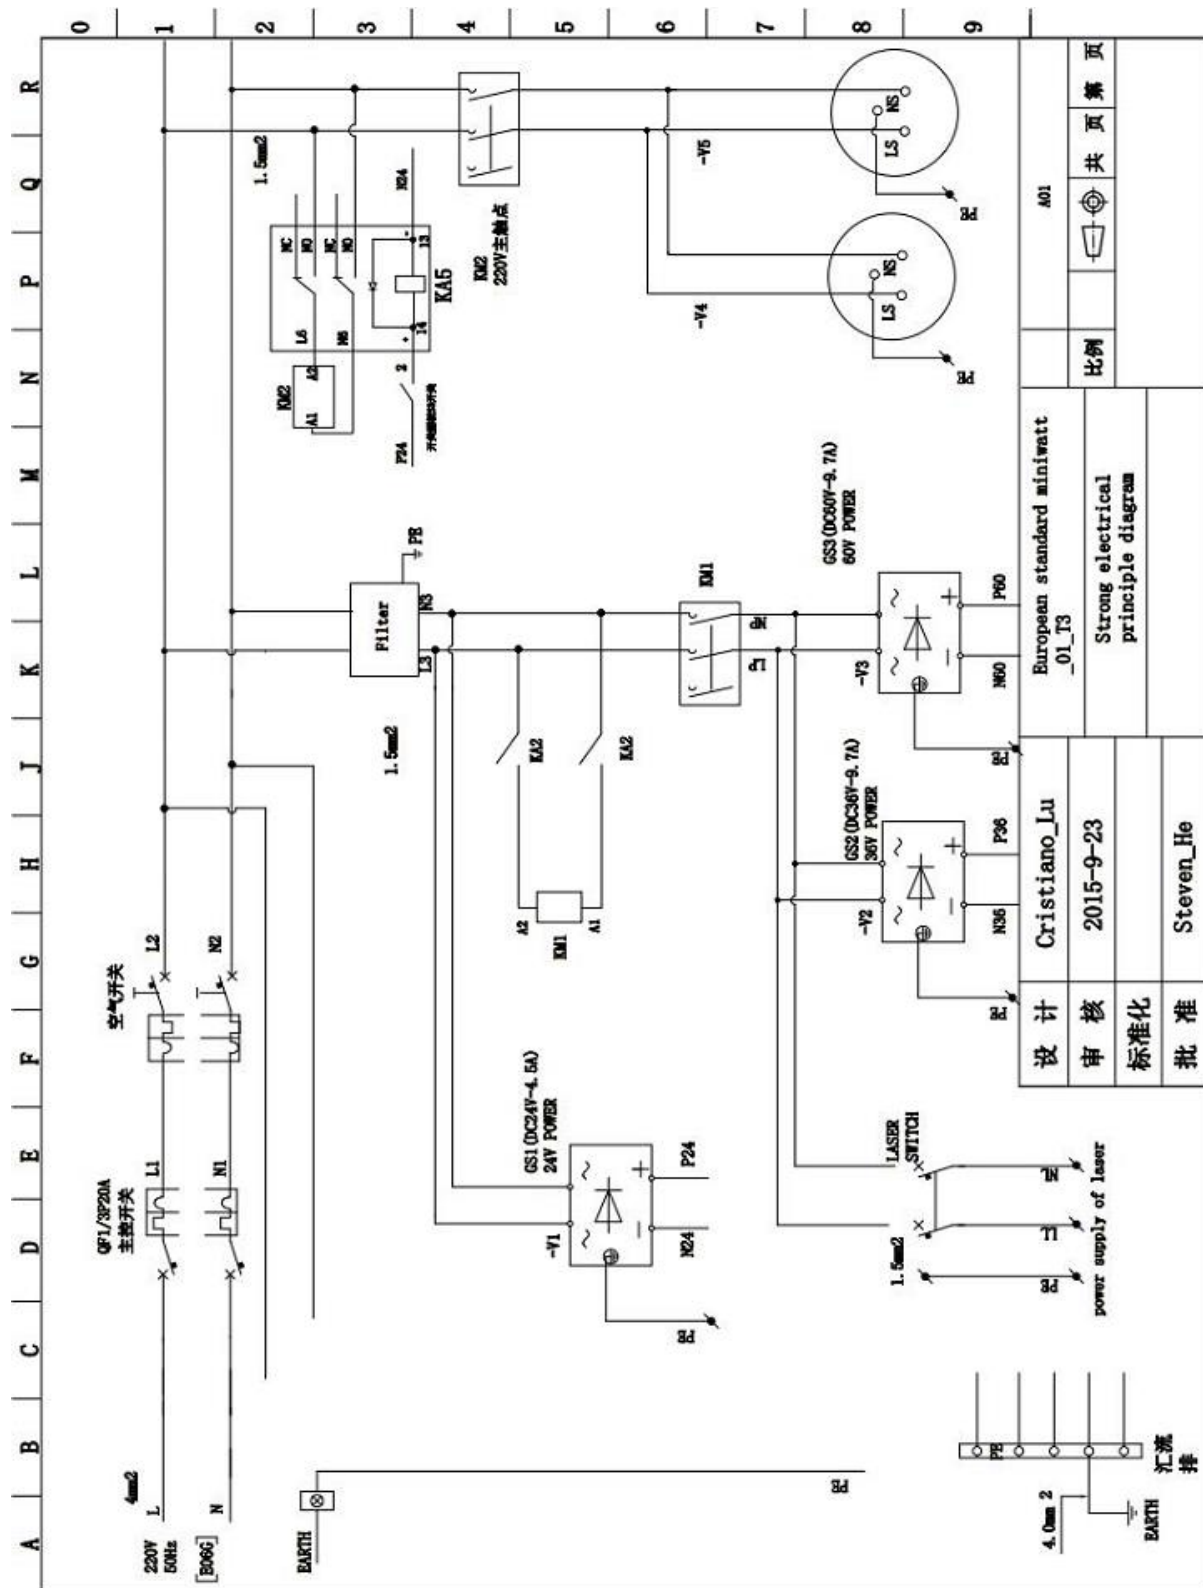 A B C D E F G H J K L M N P Q R
0 1 2 3 4 5 6 7 8 9
220V
50Hz
[B06G]
4mm2
L
N
QF1/3P20A
主控开关
L1
N1
空气开关
L2
N2
EARTH
PE
1.5mm2
Filter
PE
L3
N3
KM2
A1
A2
L6
N6
NC
NO
NC
NO
P24
2
14
13
+
-
KA5
N24
1.5mm2
KM2
220V主触点
KA2
KA2
A2
KM1
A1
KM1
LP
NP
-V4
-V5
LS
NS
PE
LS
NS
PE
GS1(DC24V-4.5A)
24V POWER
-V1
N24
P24
PE
GS2(DC36V-9.7A)
36V POWER
-V2
N36
P36
PE
GS3(DC60V-9.7A)
60V POWER
-V3
N60
P60
PE
LASER
SWITCH
1.5mm2
PE
LL
NL
power supply of laser
PE
4.0mm 2
EARTH
汇流
排
设 计
Cristiano_Lu
European standard miniwatt
_01_T3
A01
审 核
2015-9-23
Strong electrical
principle diagram
比例
标准化
共 页 第 页
批 准
Steven_He